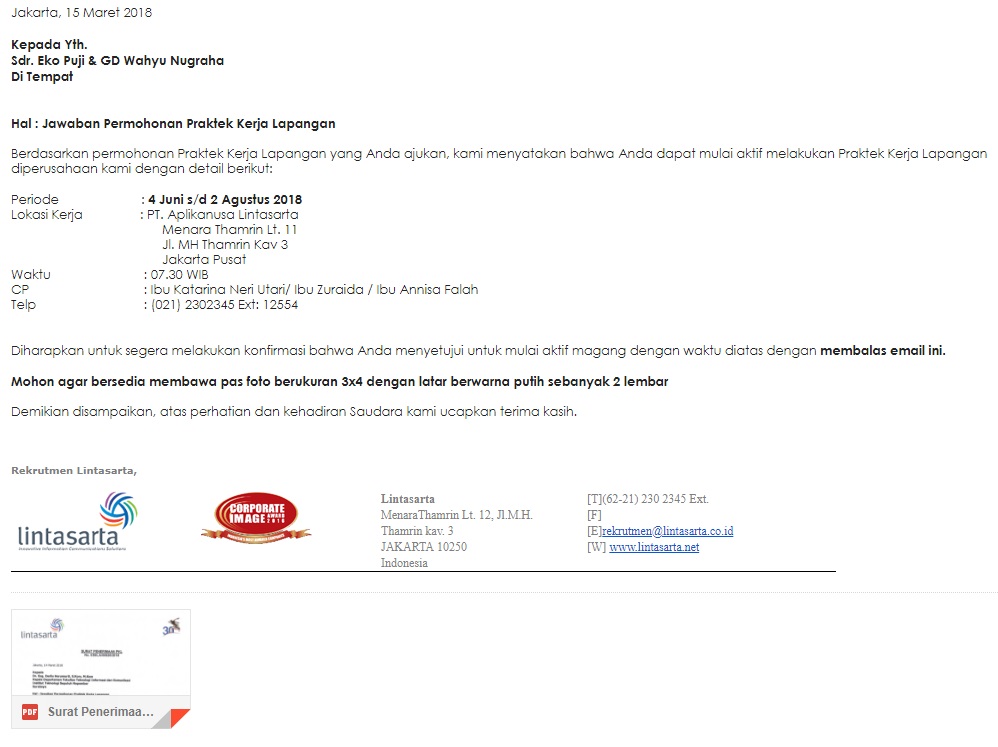 Jakarta, 15 Maret 2018
Kepada Yth.
Sdr. Eko Puji & GD Wahyu Nugraha
Di Tempat
Hal : Jawaban Permohonan Praktek Kerja Lapangan
Berdasarkan permohonan Praktek Kerja Lapangan yang Anda ajukan, kami menyatakan bahwa Anda dapat mulai aktif melakukan Praktek Kerja Lapangan
diperusahaan kami dengan detail berikut:
Periode : 4 Juni s/d 2 Agustus 2018
Lokasi Kerja : PT. Aplikanusa Lintasarta
Menara Thamrin Lt. 11
Jl. MH Thamrin Kav 3
Jakarta Pusat
Waktu : 07.30 WIB
CP : Ibu Katarina Neri Utari/ Ibu Zuraida / Ibu Annisa Falah
Telp : (021) 2302345 Ext: 12554
Diharapkan untuk segera melakukan konfirmasi bahwa Anda menyetujui untuk mulai aktif magang dengan waktu diatas dengan membalas email ini.
Mohon agar bersedia membawa pas foto berukuran 3x4 dengan latar berwarna putih sebanyak 2 lembar
Demikian disampaikan, atas perhatian dan kehadiran Saudara kami ucapkan terima kasih.
Rekrutmen Lintasarta,
lintasarta
Innovative Information Communications Solutions
CORPORATE
IMAGE AWARD
Lintasarta
MenaraThamrin Lt. 12, Jl.M.H.
Thamrin kav. 3
JAKARTA 10250
Indonesia
[T](62-21) 230 2345 Ext.
[F]
[E]rekrutmen@lintasarta.co.id
[W] www.lintasarta.net
lintasarta
30
PDF Surat Penerimaa...